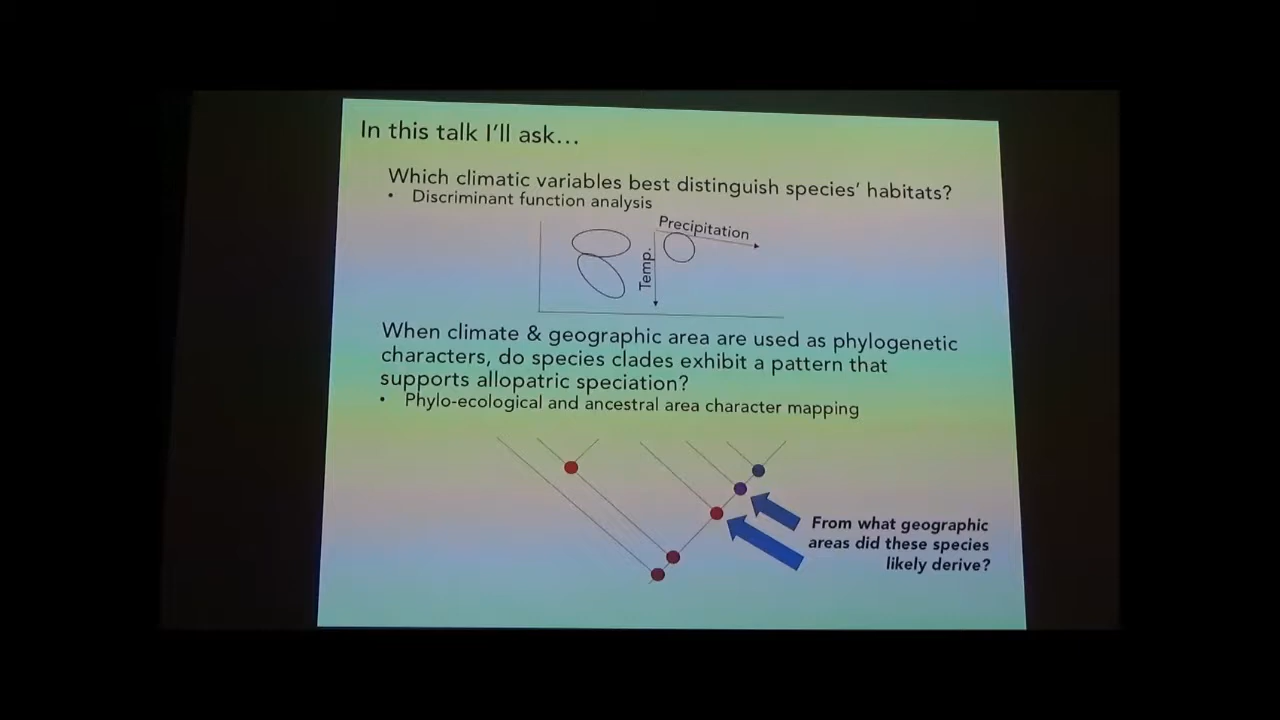 In this talk I'll ask...
Which climatic variables best distinguish species' habitats?
• Discriminant function analysis
Precipitation
Temp.
When climate & geographic area are used as phylogenetic
characters, do species clades exhibit a pattern that
supports allopatric speciation?
• Phylo-ecological and ancestral area character mapping
From what geographic
areas did these species
likely derive?